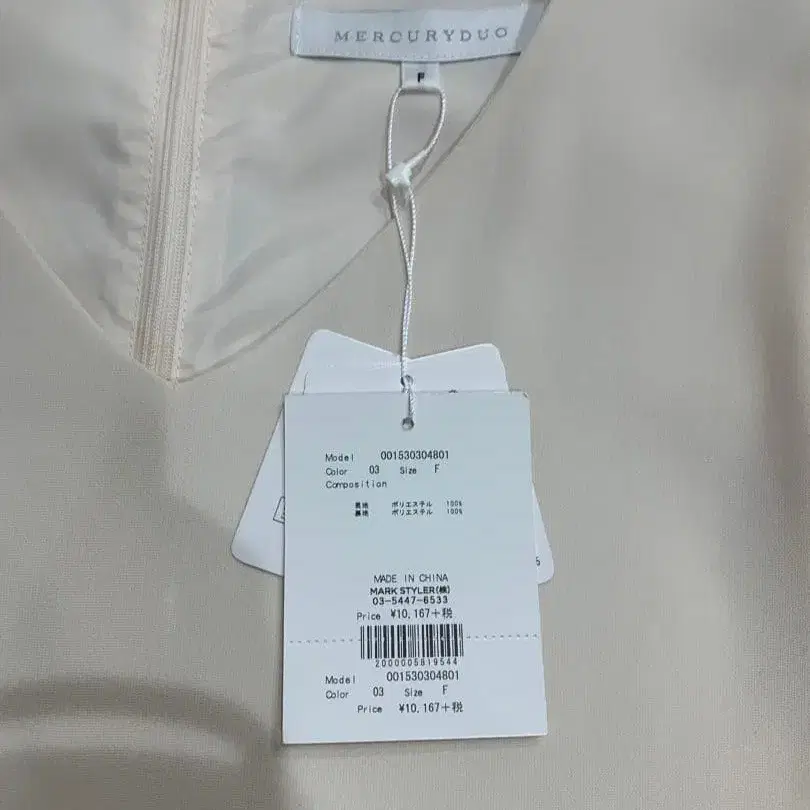 MERCURYDUO
F
Model 001530304801
Color 03 Size F
Composition
表地 ポリエステル 100%
裏地 ポリエステル 100%
MADE IN CHINA
MARK STYLER(株)
03-5447-6533
Price ¥10,167+税
2000005819544
Model 001530304801
Color 03 Size F
Price ¥10,167+税